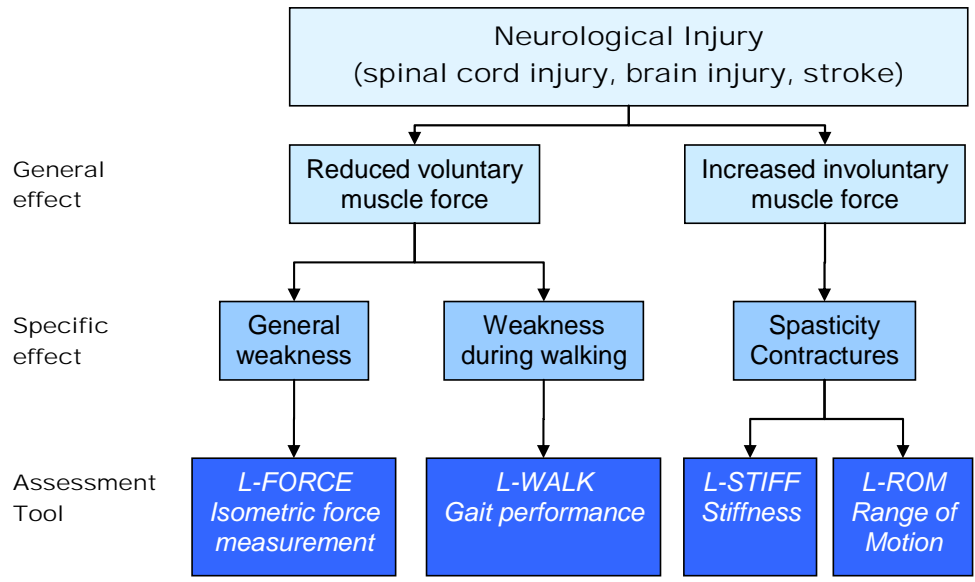 Neurological Injury
(spinal cord injury, brain injury, stroke)
General
effect
Reduced voluntary
muscle force
Increased involuntary
muscle force
Specific
effect
General
weakness
Weakness
during walking
Spasticity
Contractures
Assessment
Tool
L-FORCE
Isometric force
measurement
L-WALK
Gait performance
L-STIFF
Stiffness
L-ROM
Range of
Motion